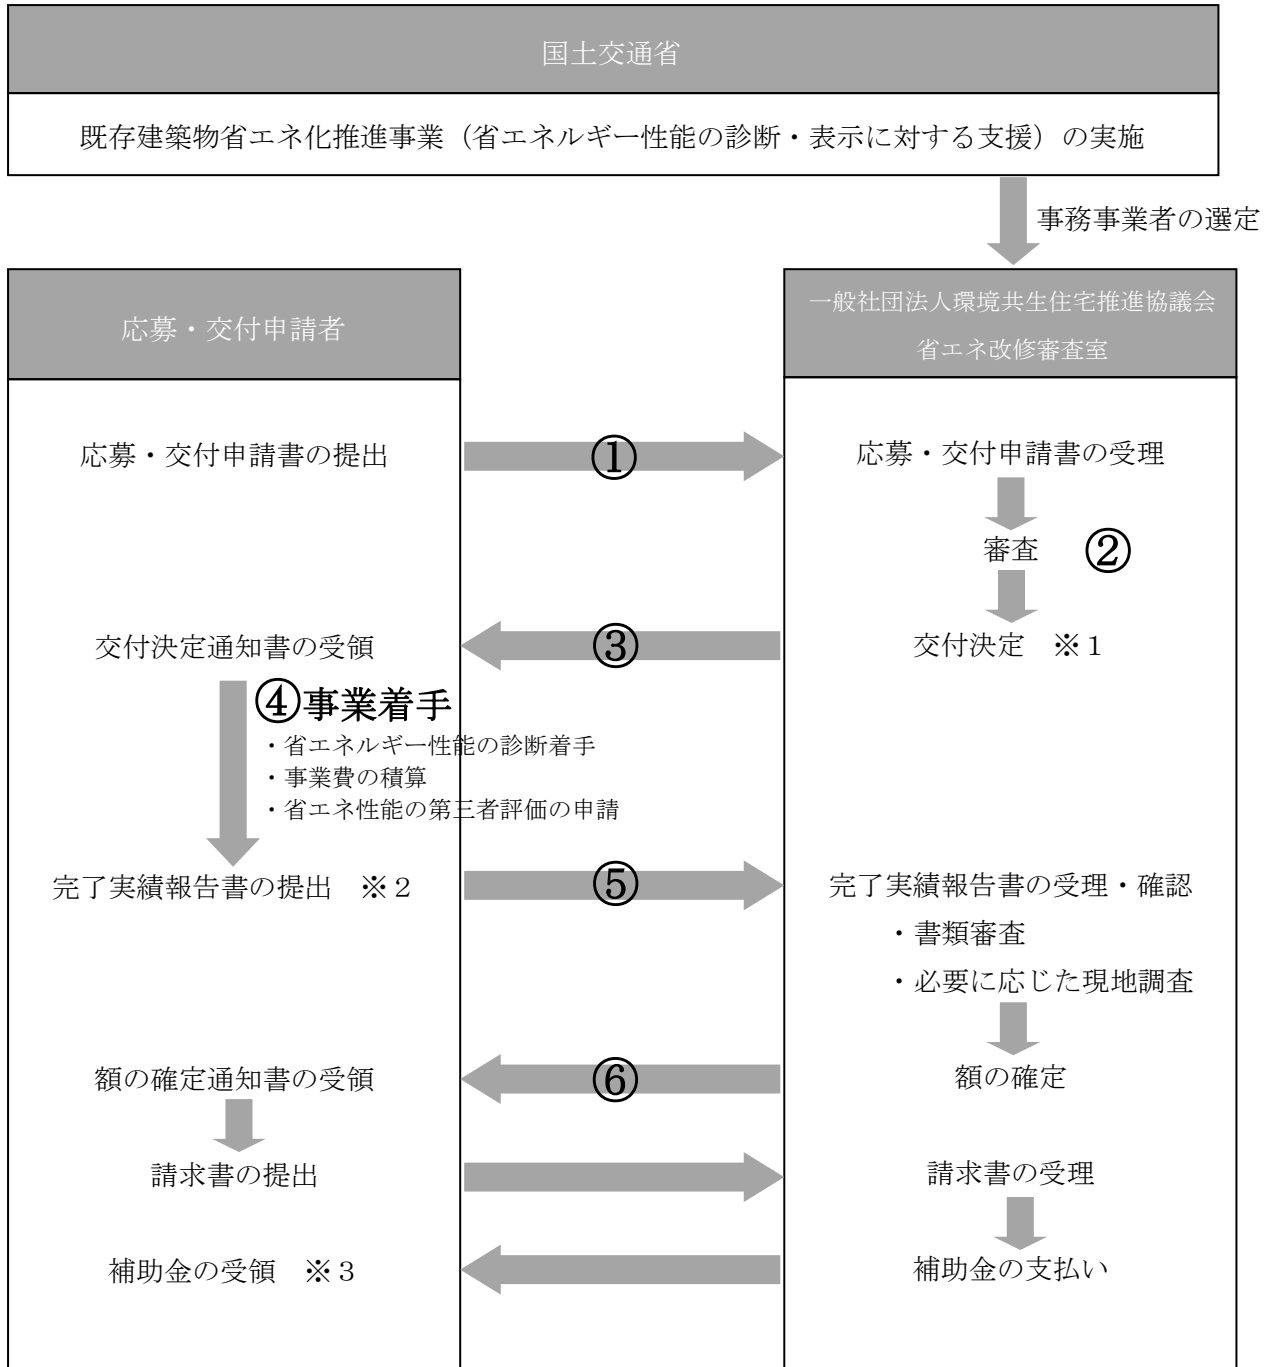 国土交通省
既存建築物省エネ化推進事業（省エネルギー性能の診断・表示に対する支援）の実施
事務事業者の選定
応募・交付申請者
一般社団法人環境共生住宅推進協議会
省エネ改修審査室
応募・交付申請書の提出
①
応募・交付申請書の受理
審査
②
交付決定通知書の受領
③
交付決定　※１
④事業着手
・省エネルギー性能の診断着手
・事業費の積算
・省エネ性能の第三者評価の申請
完了実績報告書の提出　※２
⑤
完了実績報告書の受理・確認
・書類審査
・必要に応じた現地調査
額の確定通知書の受領
⑥
額の確定
請求書の提出
請求書の受理
補助金の受領　※３
補助金の支払い